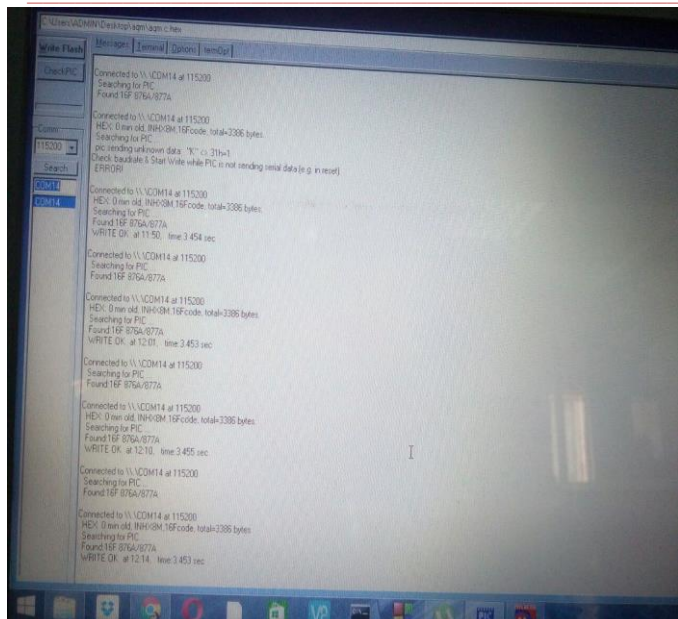 C:\Users\ADMIN\Desktop\aqm\aqm c.hex
Write Flash
Messages
Terminal
Options
termOpt
CheckPIC
Comm
115200
Search
COM14
COM14
Connected to \\.\COM14 at 115200
Searching for PIC ...
Found:16F 876A/877A
Connected to \\.\COM14 at 115200
HEX: 0 min old, INHX8M,16Fcode, total=3386 bytes.
Searching for PIC ...
pic sending unknown data: "K" <> 31h=1
Check baudrate & Start Write while PIC is not sending serial data (e.g. in reset)
ERROR!
Connected to \\.\COM14 at 115200
HEX: 0 min old, INHX8M,16Fcode, total=3386 bytes.
Searching for PIC ...
Found:16F 876A/877A
WRITE OK at 11:50, time:3.454 sec
Connected to \\.\COM14 at 115200
Searching for PIC ...
Found:16F 876A/877A
Connected to \\.\COM14 at 115200
HEX: 0 min old, INHX8M,16Fcode, total=3386 bytes.
Searching for PIC ...
Found:16F 876A/877A
WRITE OK at 12:01, time:3.453 sec
Connected to \\.\COM14 at 115200
Searching for PIC ...
Found:16F 876A/877A
Connected to \\.\COM14 at 115200
HEX: 0 min old, INHX8M,16Fcode, total=3386 bytes.
Searching for PIC ...
Found:16F 876A/877A
WRITE OK at 12:10, time:3.455 sec
Connected to \\.\COM14 at 115200
Searching for PIC ...
Found:16F 876A/877A
Connected to \\.\COM14 at 115200
HEX: 0 min old, INHX8M,16Fcode, total=3386 bytes.
Searching for PIC ...
Found:16F 876A/877A
WRITE OK at 12:14, time:3.453 sec
VP
PIC